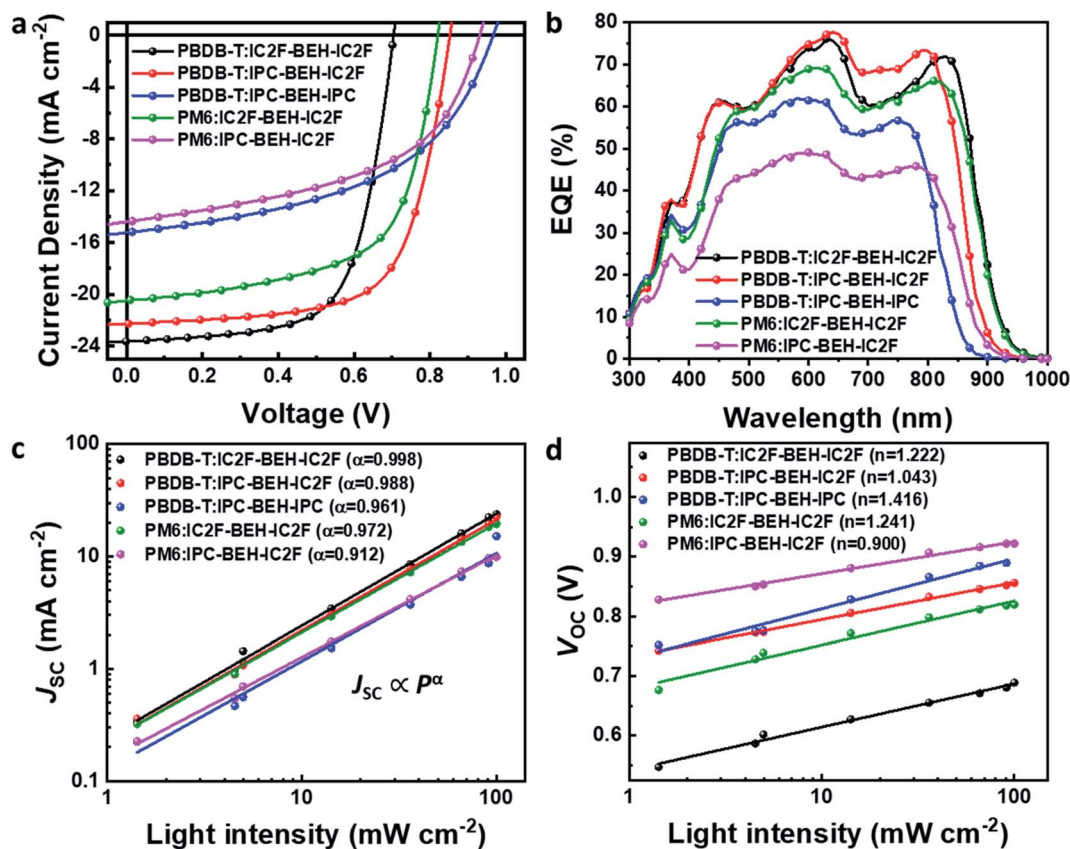 a
0
-4
-8
-12
-16
-20
-24
Current Density (mA cm⁻²)
PBDB-T:IC2F-BEH-IC2F
PBDB-T:IPC-BEH-IC2F
PBDB-T:IPC-BEH-IPC
PM6:IC2F-BEH-IC2F
PM6:IPC-BEH-IC2F
0.0 0.2 0.4 0.6 0.8 1.0
Voltage (V)
b
80
70
60
50
40
30
20
10
0
EQE (%)
PBDB-T:IC2F-BEH-IC2F
PBDB-T:IPC-BEH-IC2F
PBDB-T:IPC-BEH-IPC
PM6:IC2F-BEH-IC2F
PM6:IPC-BEH-IC2F
300 400 500 600 700 800 900 1000
Wavelength (nm)
c
100
10
1
0.1
J_SC (mA cm⁻²)
PBDB-T:IC2F-BEH-IC2F (α=0.998)
PBDB-T:IPC-BEH-IC2F (α=0.988)
PBDB-T:IPC-BEH-IPC (α=0.961)
PM6:IC2F-BEH-IC2F (α=0.972)
PM6:IPC-BEH-IC2F (α=0.912)
J_SC ∝ P^α
1 10 100
Light intensity (mW cm⁻²)
d
1.0
0.9
0.8
0.7
0.6
V_OC (V)
PBDB-T:IC2F-BEH-IC2F (n=1.222)
PBDB-T:IPC-BEH-IC2F (n=1.043)
PBDB-T:IPC-BEH-IPC (n=1.416)
PM6:IC2F-BEH-IC2F (n=1.241)
PM6:IPC-BEH-IC2F (n=0.900)
1 10 100
Light intensity (mW cm⁻²)